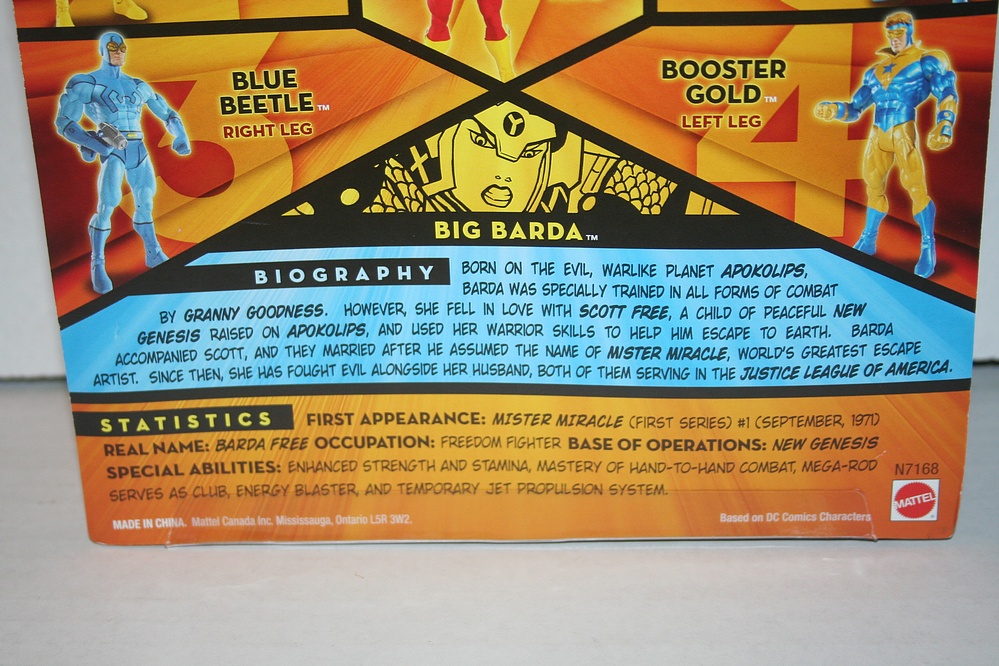 3
BLUE
BEETLE™
RIGHT LEG
BOOSTER
GOLD™
LEFT LEG
4
BIG BARDA™
BIOGRAPHY
BORN ON THE EVIL, WARLIKE PLANET APOKOLIPS,
BARDA WAS SPECIALLY TRAINED IN ALL FORMS OF COMBAT
BY GRANNY GOODNESS. HOWEVER, SHE FELL IN LOVE WITH SCOTT FREE, A CHILD OF PEACEFUL NEW
GENESIS RAISED ON APOKOLIPS, AND USED HER WARRIOR SKILLS TO HELP HIM ESCAPE TO EARTH. BARDA
ACCOMPANIED SCOTT, AND THEY MARRIED AFTER HE ASSUMED THE NAME OF MISTER MIRACLE, WORLD'S GREATEST ESCAPE
ARTIST. SINCE THEN, SHE HAS FOUGHT EVIL ALONGSIDE HER HUSBAND, BOTH OF THEM SERVING IN THE JUSTICE LEAGUE OF AMERICA.
STATISTICS FIRST APPEARANCE: MISTER MIRACLE (FIRST SERIES) #1 (SEPTEMBER, 1971)
REAL NAME: BARDA FREE OCCUPATION: FREEDOM FIGHTER BASE OF OPERATIONS: NEW GENESIS
SPECIAL ABILITIES: ENHANCED STRENGTH AND STAMINA, MASTERY OF HAND-TO-HAND COMBAT, MEGA-ROD
SERVES AS CLUB, ENERGY BLASTER, AND TEMPORARY JET PROPULSION SYSTEM.
N7168
MATTEL®
MADE IN CHINA. Mattel Canada Inc. Mississauga, Ontario L5R 3W2.
Based on DC Comics Characters